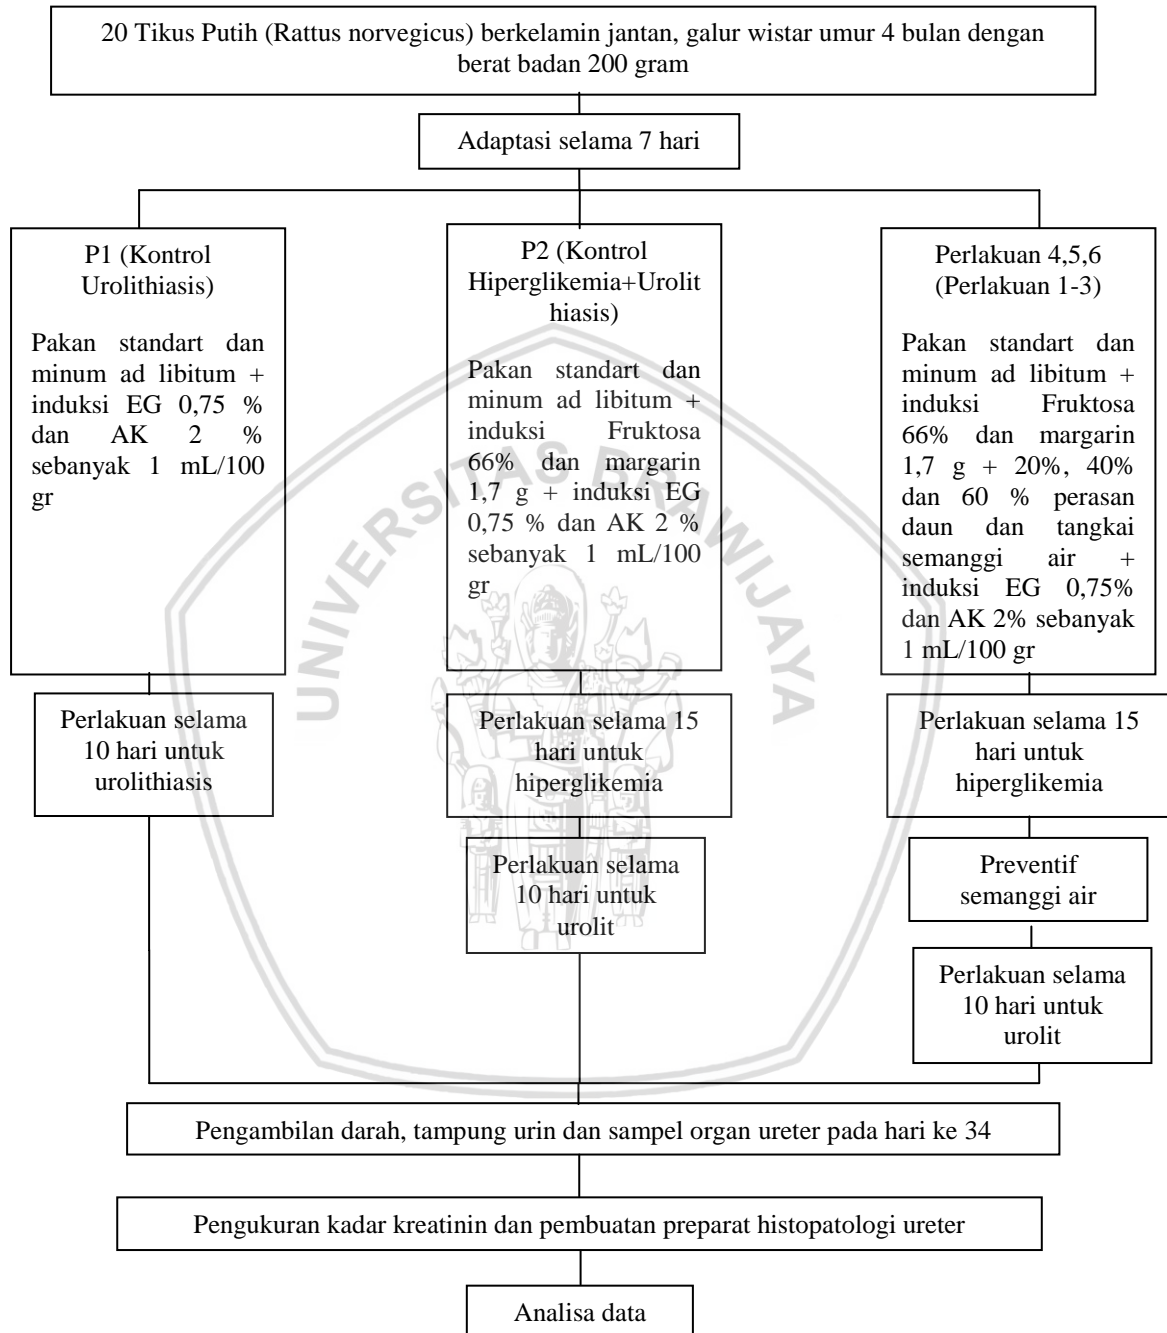 20 Tikus Putih (Rattus norvegicus) berkelamin jantan, galur wistar umur 4 bulan dengan
berat badan 200 gram
Adaptasi selama 7 hari
P1 (Kontrol
Urolithiasis)
Pakan standart dan
minum ad libitum +
induksi EG 0,75 %
dan AK 2 %
sebanyak 1 mL/100
gr
P2 (Kontrol
Hiperglikemia+Urolit
hiasis)
Pakan standart dan
minum ad libitum +
induksi Fruktosa
66% dan margarin
1,7 g + induksi EG
0,75 % dan AK 2 %
sebanyak 1 mL/100
gr
Perlakuan 4,5,6
(Perlakuan 1-3)
Pakan standart dan
minum ad libitum +
induksi Fruktosa
66% dan margarin
1,7 g + 20%, 40%
dan 60 % perasan
daun dan tangkai
semanggi air +
induksi EG 0,75%
dan AK 2% sebanyak
1 mL/100 gr
Perlakuan selama
10 hari untuk
urolithiasis
Perlakuan selama 15
hari untuk
hiperglikemia
Perlakuan selama 15
hari untuk
hiperglikemia
Perlakuan selama
10 hari untuk
urolit
Preventif
semanggi air
Perlakuan selama
10 hari untuk
urolit
Pengambilan darah, tampung urin dan sampel organ ureter pada hari ke 34
Pengukuran kadar kreatinin dan pembuatan preparat histopatologi ureter
Analisa data
UNIVERSITAS BRAWIJAYA